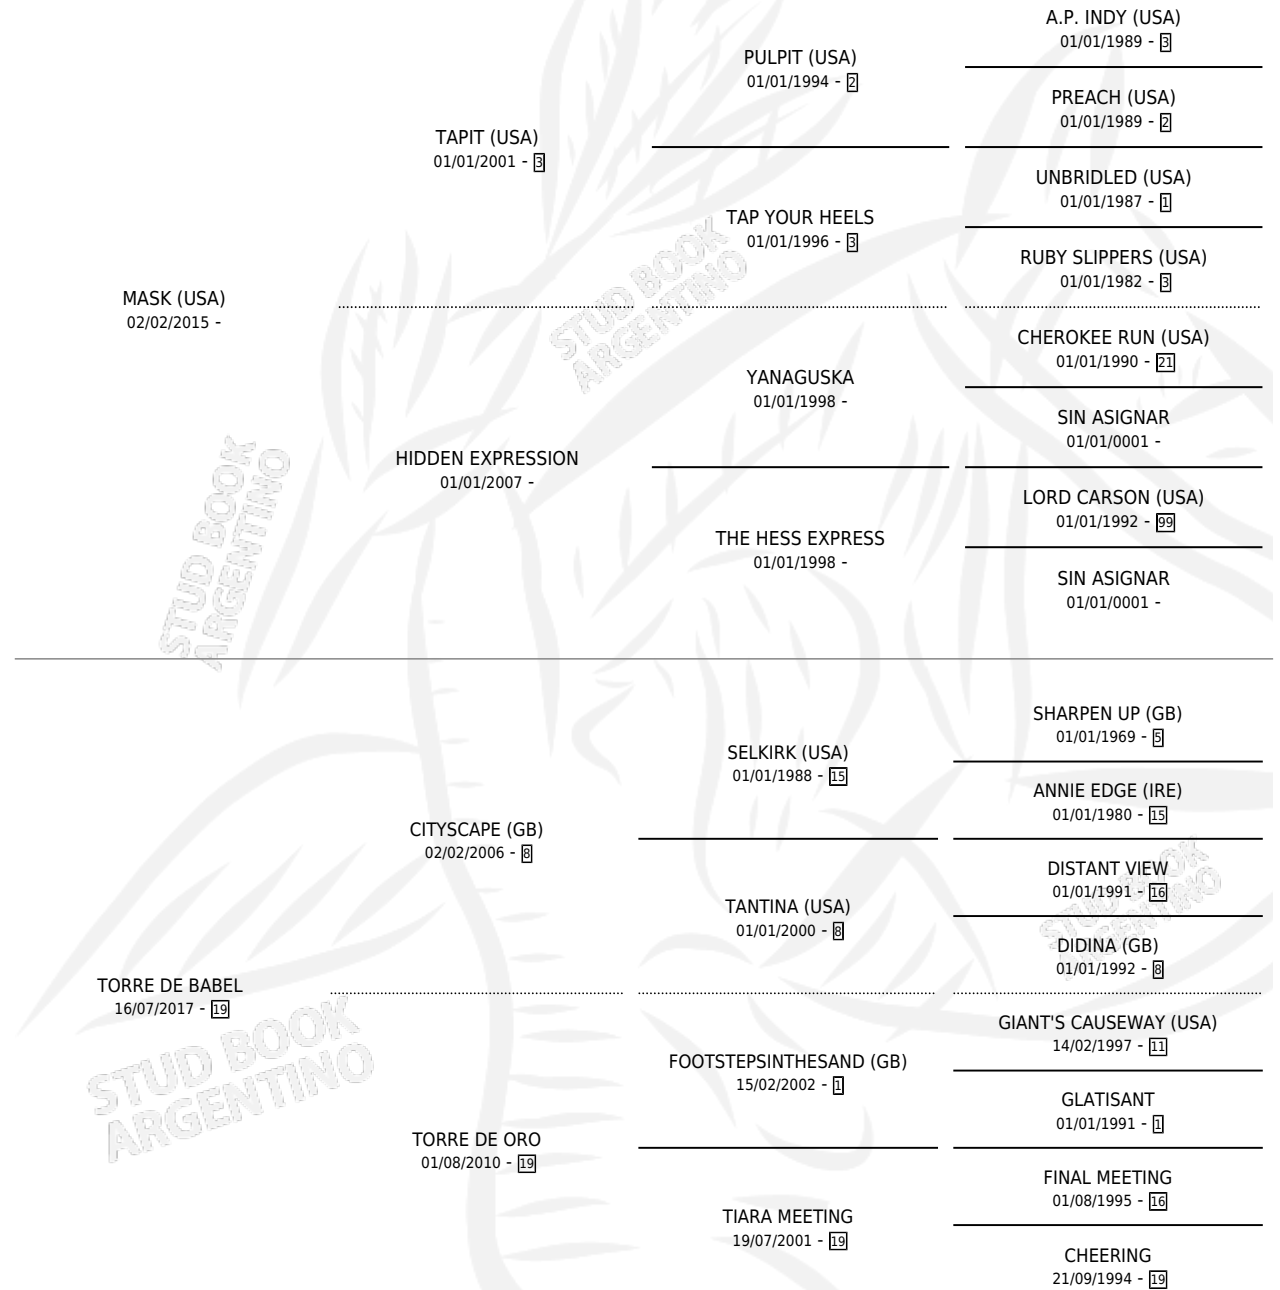 A.P. INDY (USA)
01/01/1989 - 3
PULPIT (USA)
01/01/1994 - 2
PREACH (USA)
01/01/1989 - 2
TAPIT (USA)
01/01/2001 - 3
UNBRIDLED (USA)
01/01/1987 - 1
TAP YOUR HEELS
01/01/1996 - 3
RUBY SLIPPERS (USA)
01/01/1982 - 3
MASK (USA)
02/02/2015 -
CHEROKEE RUN (USA)
01/01/1990 - 21
YANAGUSKA
01/01/1998 -
SIN ASIGNAR
01/01/0001 -
HIDDEN EXPRESSION
01/01/2007 -
LORD CARSON (USA)
01/01/1992 - 99
THE HESS EXPRESS
01/01/1998 -
SIN ASIGNAR
01/01/0001 -
SHARPEN UP (GB)
01/01/1969 - 5
SELKIRK (USA)
01/01/1988 - 15
ANNIE EDGE (IRE)
01/01/1980 - 15
CITYSCAPE (GB)
02/02/2006 - 8
DISTANT VIEW
01/01/1991 - 16
TANTINA (USA)
01/01/2000 - 8
DIDINA (GB)
01/01/1992 - 8
TORRE DE BABEL
16/07/2017 - 19
GIANT'S CAUSEWAY (USA)
14/02/1997 - 11
FOOTSTEPSINTHESAND (GB)
15/02/2002 - 1
GLATISANT
01/01/1991 - 1
TORRE DE ORO
01/08/2010 - 19
FINAL MEETING
01/08/1995 - 16
TIARA MEETING
19/07/2001 - 19
CHEERING
21/09/1994 - 19
STUD BOOK
ARGENTINO
STUD BOOK
ARGENTINO
STUD BOOK
ARGENTINO
STUD BOOK
ARGENTINO